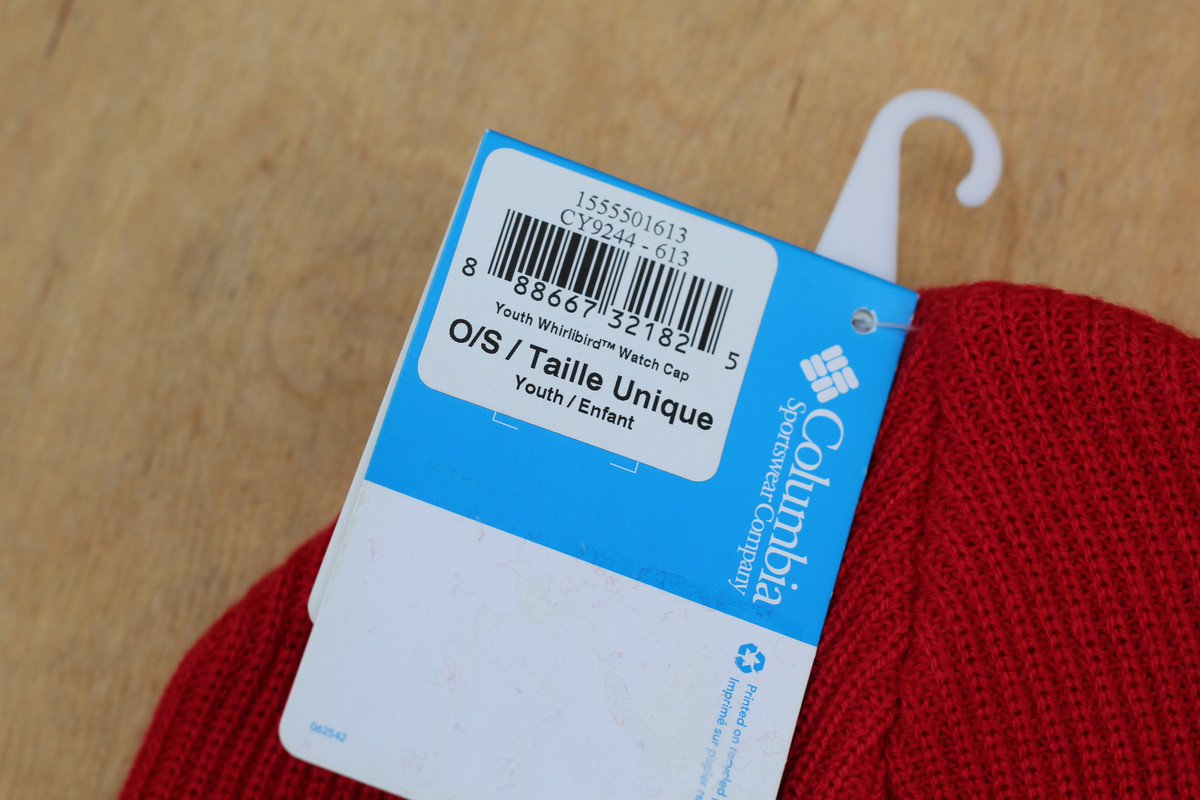 1555501613
CY9244 - 613
8 88667 32182 5
Youth Whirlibird™ Watch Cap
O/S / Taille Unique
Youth / Enfant
Columbia
Sportswear Company
Printed on recycled
Imprimé sur papier
062542